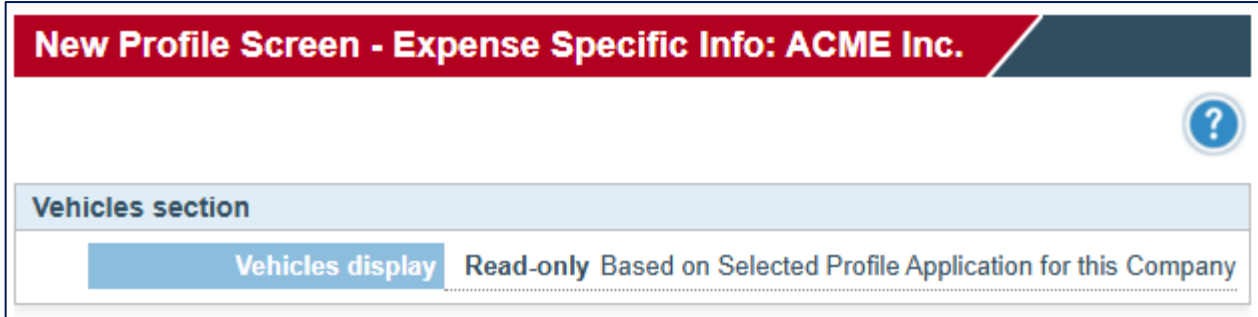 New Profile Screen - Expense Specific Info: ACME Inc.
?
Vehicles section
Vehicles display Read-only Based on Selected Profile Application for this Company